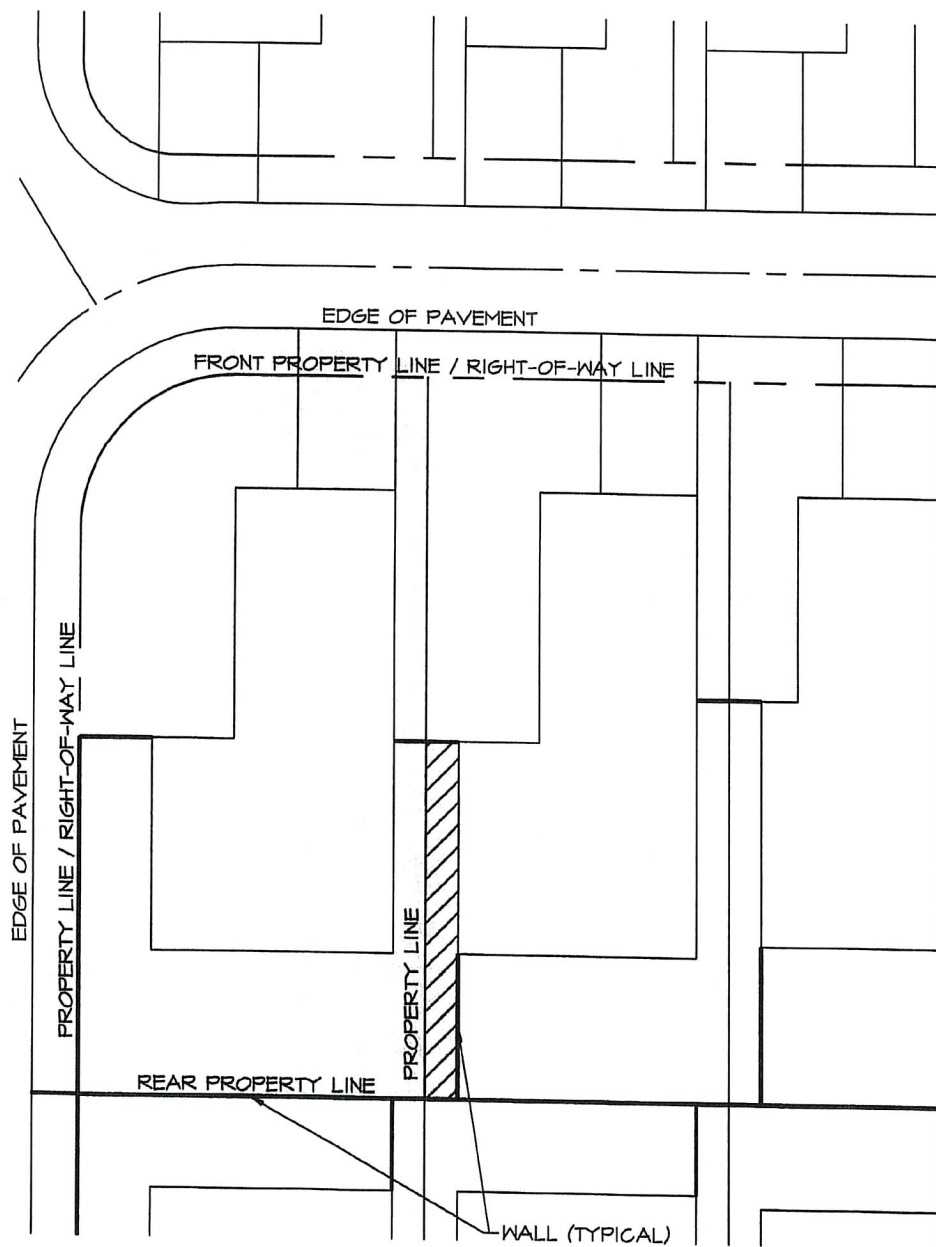 EDGE OF PAVEMENT
FRONT PROPERTY LINE / RIGHT-OF-WAY LINE
EDGE OF PAVEMENT
PROPERTY LINE / RIGHT-OF-WAY LINE
PROPERTY LINE
REAR PROPERTY LINE
WALL (TYPICAL)